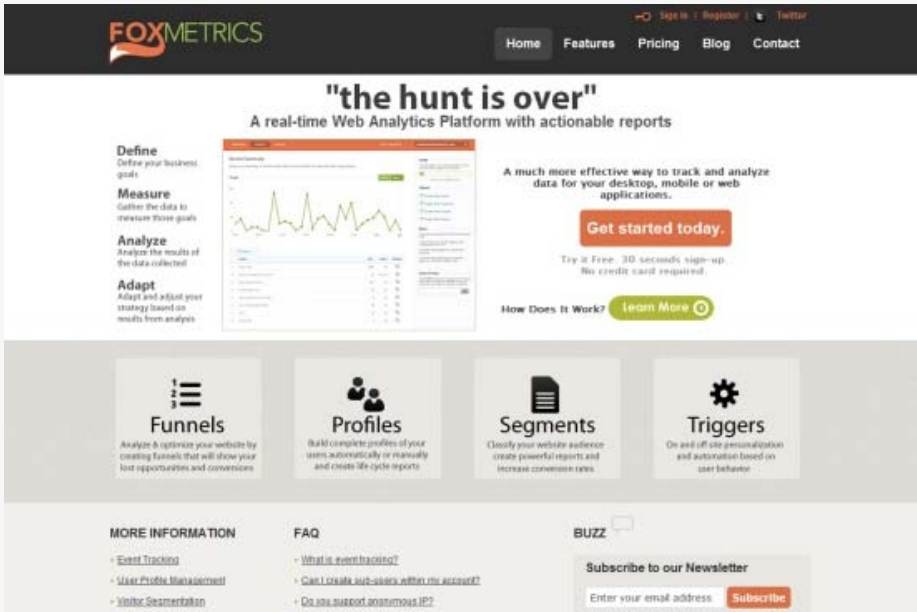 FOXMETRICS
Sign In | Register | Twitter
Home Features Pricing Blog Contact
"the hunt is over"
A real-time Web Analytics Platform with actionable reports
Define
Define your business
goals
Measure
Gather the data to
measure those goals
Analyze
Analyze the results of
the data collected
Adapt
Adapt and adjust your
strategy based on
results from analysis
A much more effective way to track and analyze
data for your desktop, mobile or web
applications.
Get started today.
Try it Free. 30 seconds sign-up.
No credit card required.
How Does It Work? Learn More
1
2
3
Funnels
Analyze & optimize your website by
creating funnels that will show your
lost opportunities and conversions
Profiles
Build complete profiles of your
users automatically or manually
and create life cycle reports
Segments
Classify your website audience
create powerful reports and
increase conversion rates
Triggers
On and off site personalization
and automation based on
user behavior
MORE INFORMATION
Event Tracking
User Profile Management
Visitor Segmentation
FAQ
What is event tracking?
Can I create sub-users within my account?
Do you support anonymous IP?
BUZZ
Subscribe to our Newsletter
Enter your email address Subscribe